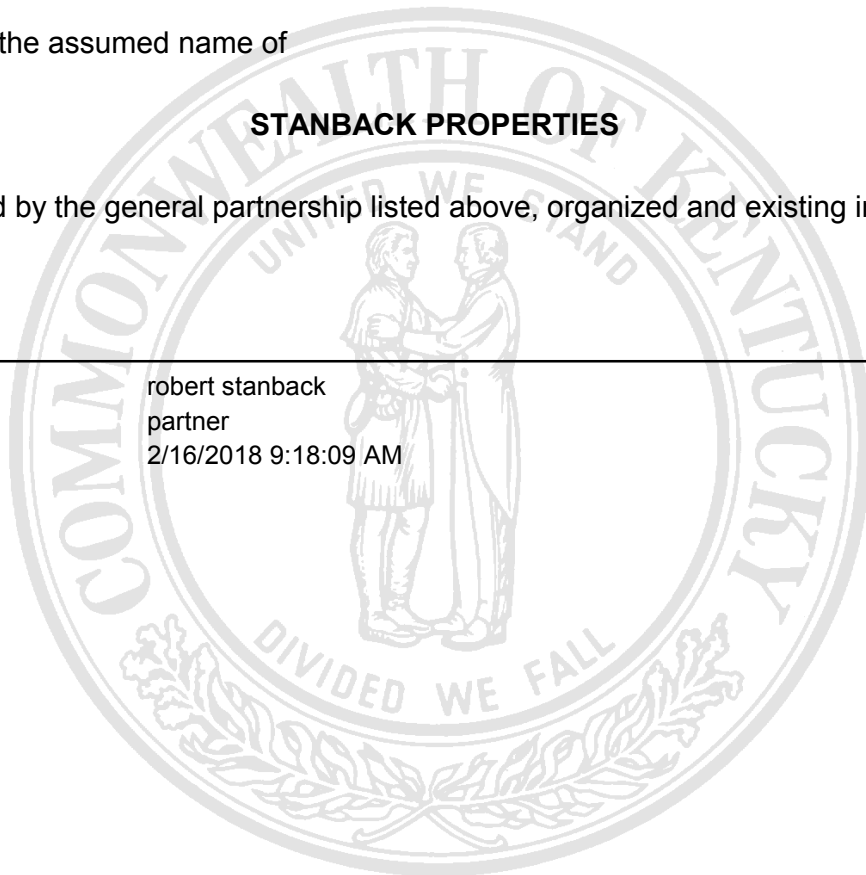 the assumed name of
STANBACK PROPERTIES
by the general partnership listed above, organized and existing
robert stanback
partner
2/16/2018 9:18:09 AM
COMMONWEALTH OF KENTUCKY
UNITED WE STAND
DIVIDED WE FALL